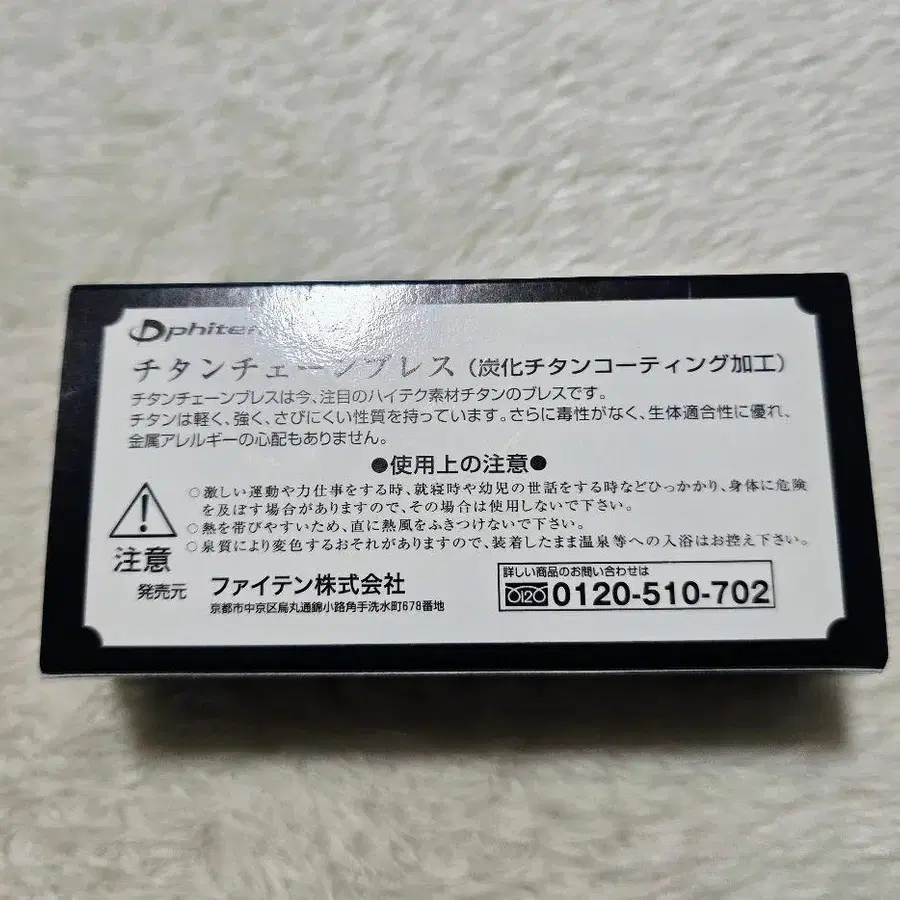 phiten
チタンチェーンブレス（炭化チタンコーティング加工）
チタンチェーンブレスは今、注目のハイテク素材チタンのブレスです。
チタンは軽く、強く、さびにくい性質を持っています。さらに毒性がなく、生体適合性に優れ、
金属アレルギーの心配もありません。
●使用上の注意●
○激しい運動や力仕事をする時、就寝時や幼児の世話をする時などひっかかり、身体に危険
を及ぼす場合がありますので、その場合は使用しないで下さい。
○熱を帯びやすいため、直に熱風をふきつけないで下さい。
○泉質により変色するおそれがありますので、装着したまま温泉等への入浴はお控え下さい。
注意
発売元 ファイテン株式会社
京都市中京区烏丸通錦小路角手洗水町678番地
詳しい商品のお問い合わせは
0120-510-702